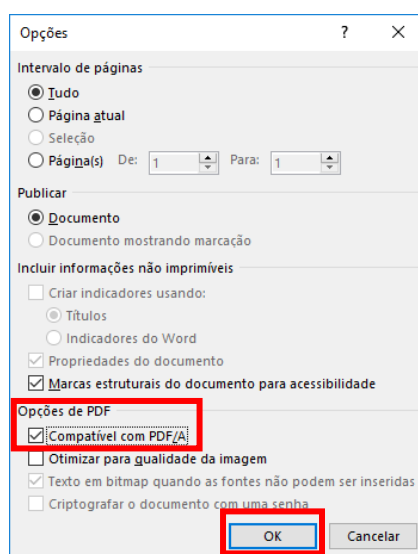 Opções ? X
Intervalo de páginas
Tudo
Página atual
Seleção
Página(s) De: 1 Para: 1
Publicar
Documento
Documento mostrando marcação
Incluir informações não imprimíveis
Criar indicadores usando:
Títulos
Indicadores do Word
Propriedades do documento
Marcas estruturais do documento para acessibilidade
Opções de PDF
Compatível com PDF/A
Otimizar para qualidade da imagem
Texto em bitmap quando as fontes não podem ser inseridas
Criptografar o documento com uma senha
OK Cancelar